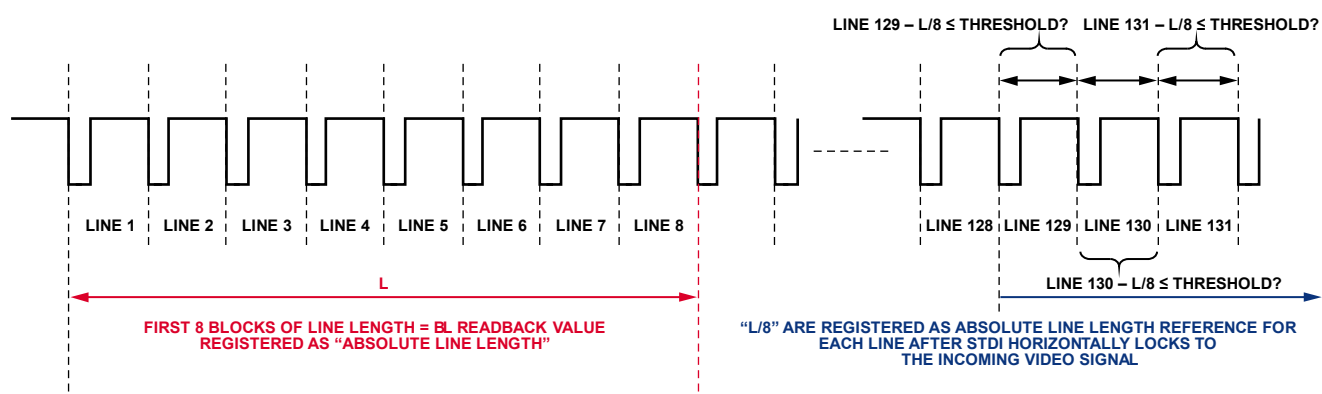 LINE 129 – L/8 ≤ THRESHOLD? LINE 131 – L/8 ≤ THRESHOLD?
LINE 1 LINE 2 LINE 3 LINE 4 LINE 5 LINE 6 LINE 7 LINE 8 LINE 128 LINE 129 LINE 130 LINE 131
L
LINE 130 – L/8 ≤ THRESHOLD?
FIRST 8 BLOCKS OF LINE LENGTH = BL READBACK VALUE
REGISTERED AS “ABSOLUTE LINE LENGTH”
“L/8” ARE REGISTERED AS ABSOLUTE LINE LENGTH REFERENCE FOR
EACH LINE AFTER STDI HORIZONTALLY LOCKS TO
THE INCOMING VIDEO SIGNAL